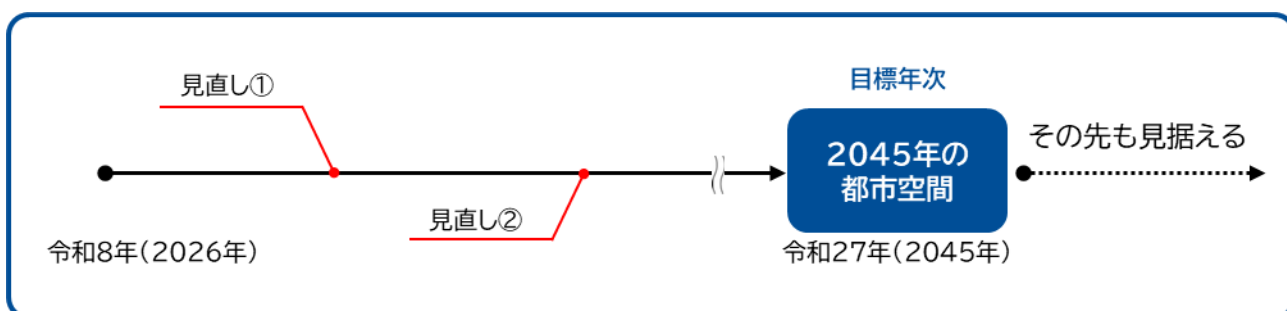 見直し①
目標年次
2045年の
都市空間
その先も見据える
見直し②
令和8年(2026年)
令和27年(2045年)